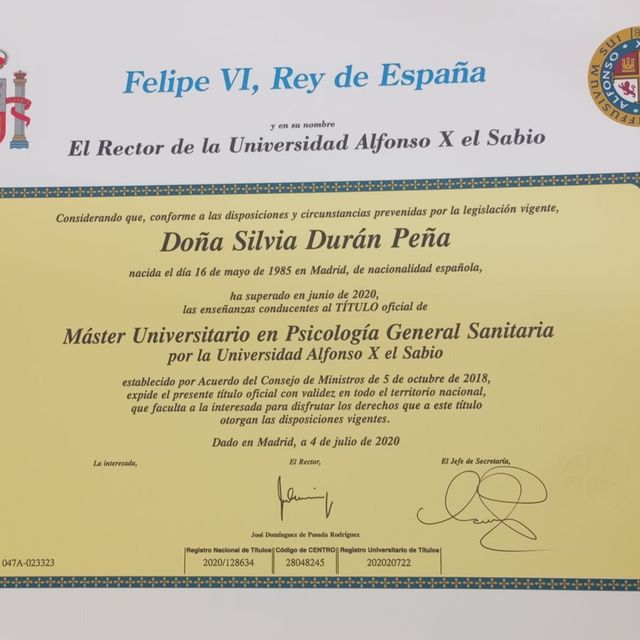 Felipe VI, Rey de España
y en su nombre
El Rector de la Universidad Alfonso X el Sabio
Considerando que, conforme a las disposiciones y circunstancias prevenidas por la legislación vigente,
Doña Silvia Durán Peña
nacida el día 16 de mayo de 1985 en Madrid, de nacionalidad española,
ha superado en junio de 2020,
las enseñanzas conducentes al TÍTULO oficial de
Máster Universitario en Psicología General Sanitaria
por la Universidad Alfonso X el Sabio
establecido por Acuerdo del Consejo de Ministros de 5 de octubre de 2018,
expide el presente título oficial con validez en todo el territorio nacional,
que faculta a la interesada para disfrutar los derechos que a este título
otorgan las disposiciones vigentes.
Dado en Madrid, a 4 de julio de 2020
La interesada, El Rector, El Jefe de Secretaría,
José Domínguez de Posada Rodríguez
Registro Nacional de Títulos Código de CENTRO Registro Universitario de Títulos
047A-023323 2020/128634 28048245 202020722